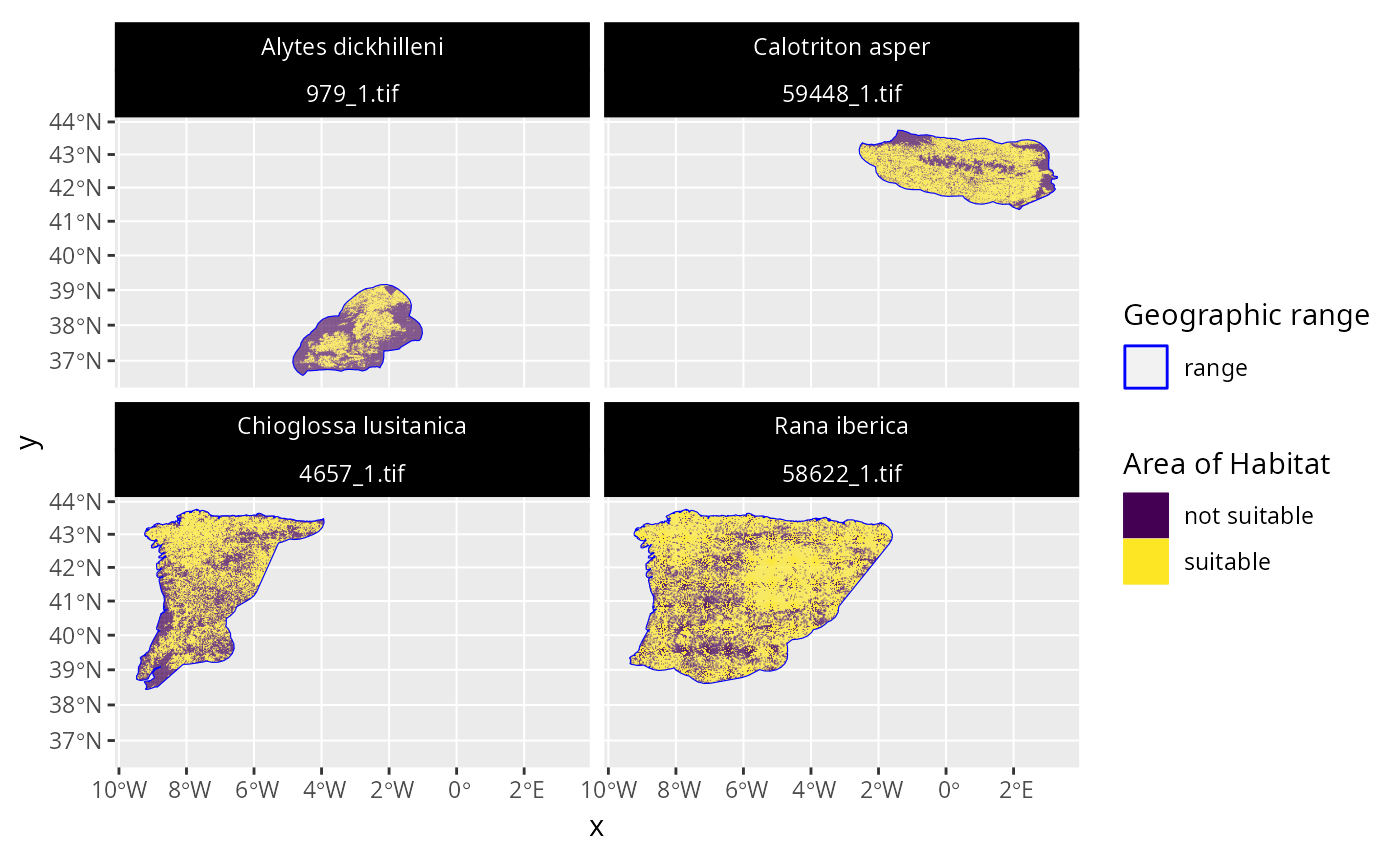 Alytes dickhilleni
979_1.tif
Calotriton asper
59448_1.tif
44°N
43°N
42°N
41°N
40°N
39°N
38°N
37°N
Chioglossa lusitanica
4657_1.tif
Rana iberica
58622_1.tif
44°N
43°N
42°N
41°N
40°N
39°N
38°N
37°N
10°W 8°W 6°W 4°W 2°W 0° 2°E
10°W 8°W 6°W 4°W 2°W 0° 2°E
x
y
Geographic range
range
Area of Habitat
not suitable
suitable